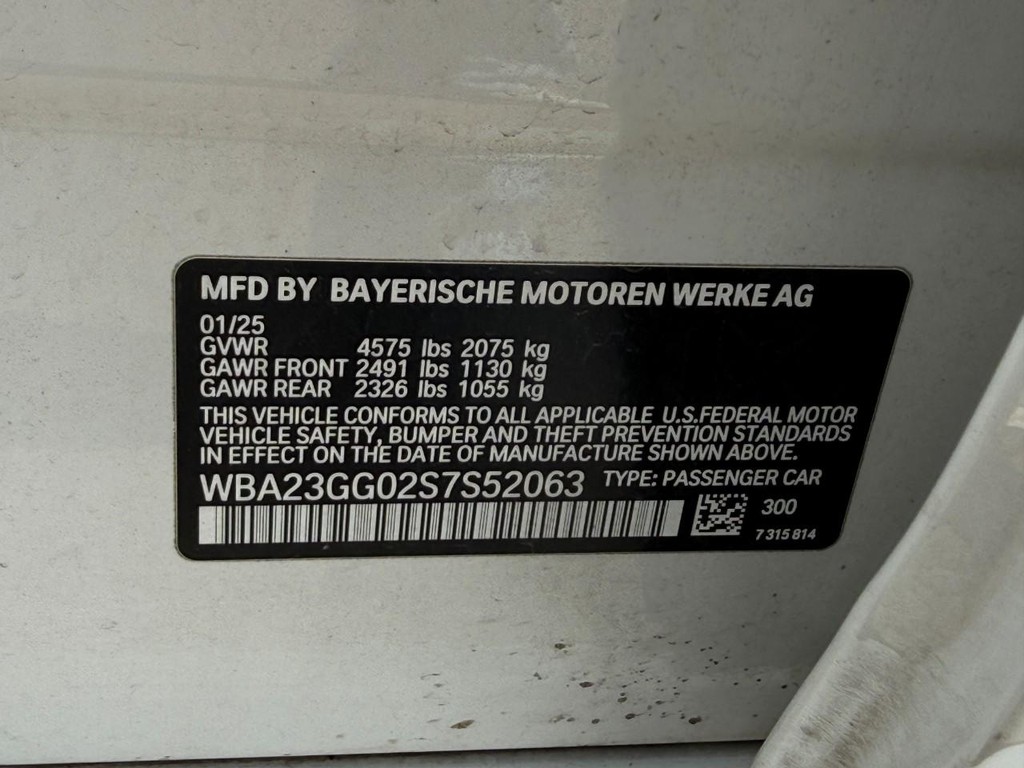 MFD BY BAYERISCHE MOTOREN WERKE AG
01/25
GVWR 4575 lbs 2075 kg
GAWR FRONT 2491 lbs 1130 kg
GAWR REAR 2326 lbs 1055 kg
THIS VEHICLE CONFORMS TO ALL APPLICABLE U.S.FEDERAL MOTOR
VEHICLE SAFETY, BUMPER AND THEFT PREVENTION STANDARDS
IN EFFECT ON THE DATE OF MANUFACTURE SHOWN ABOVE.
WBA23GG02S7S52063 TYPE: PASSENGER CAR
300
7 315 814